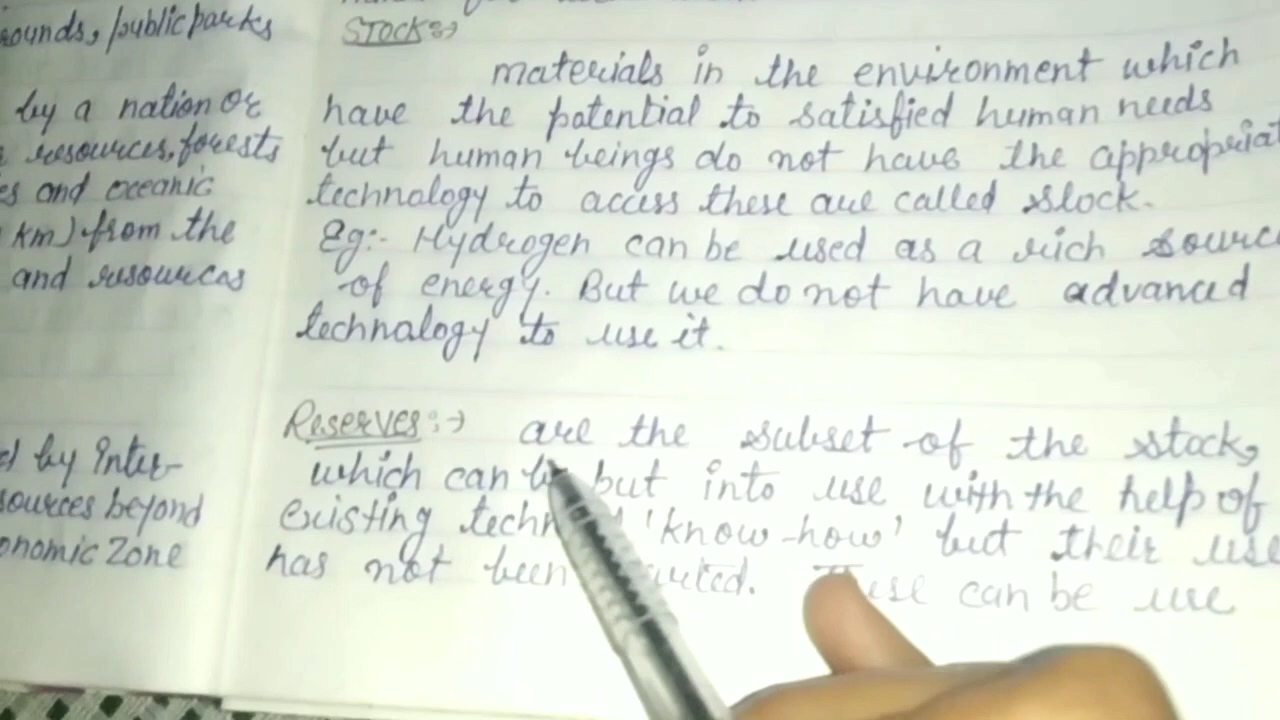 rounds, public parks
by a nation or
resources, forests
es and oceanic
km) from the
and resources
d by Inter-
sources beyond
onomic Zone
Stock:→
materials in the environment which
have the potential to satisfied human needs
but human beings do not have the appropriat
technology to access these are called stock.
Eg:- Hydrogen can be used as a rich sourc
of energy. But we do not have advanced
technalogy to use it.
Reserves:→ are the subset of the stock,
which can but into use with the help of
existing 'know-how' but their use
has not been These can be use